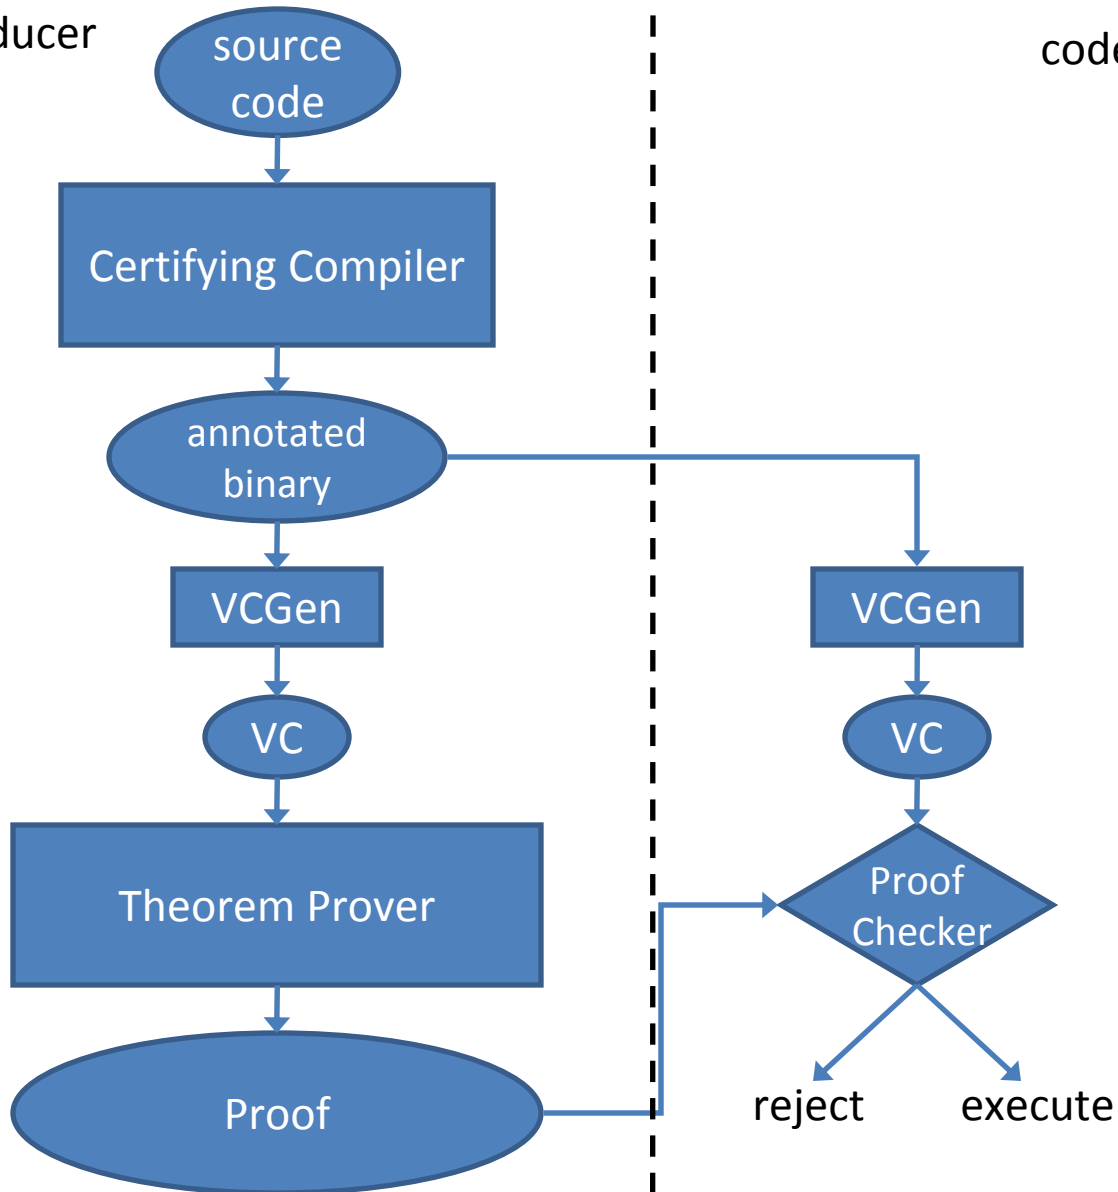 ducer
code
source
code
Certifying Compiler
annotated
binary
VCGen
VCGen
VC
VC
Theorem Prover
Proof
Checker
Proof
reject
execute